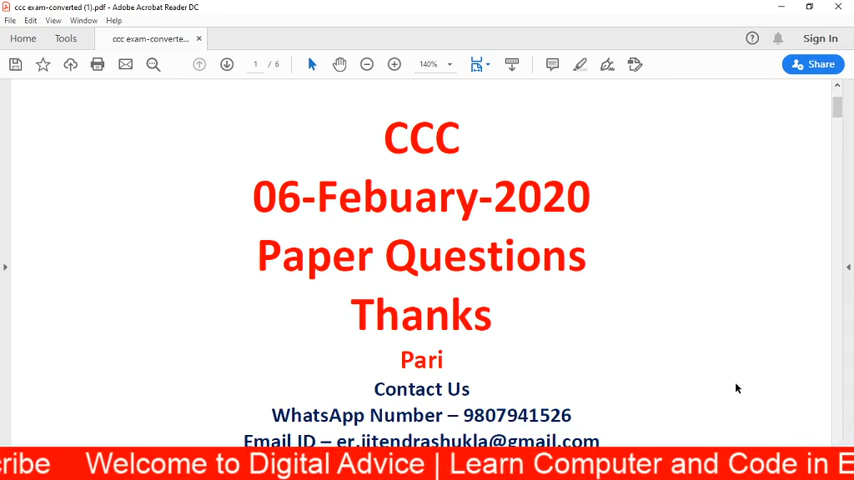 ccc exam-converted (1).pdf - Adobe Acrobat Reader DC
File Edit View Window Help
Home Tools ccc exam-converte... × Sign In
1 / 6 140% Share
CCC
06-Febuary-2020
Paper Questions
Thanks
Pari
Contact Us
WhatsApp Number – 9807941526
Email ID – er.jitendrashukla@gmail.com
cribe Welcome to Digital Advice | Learn Computer and Code in E